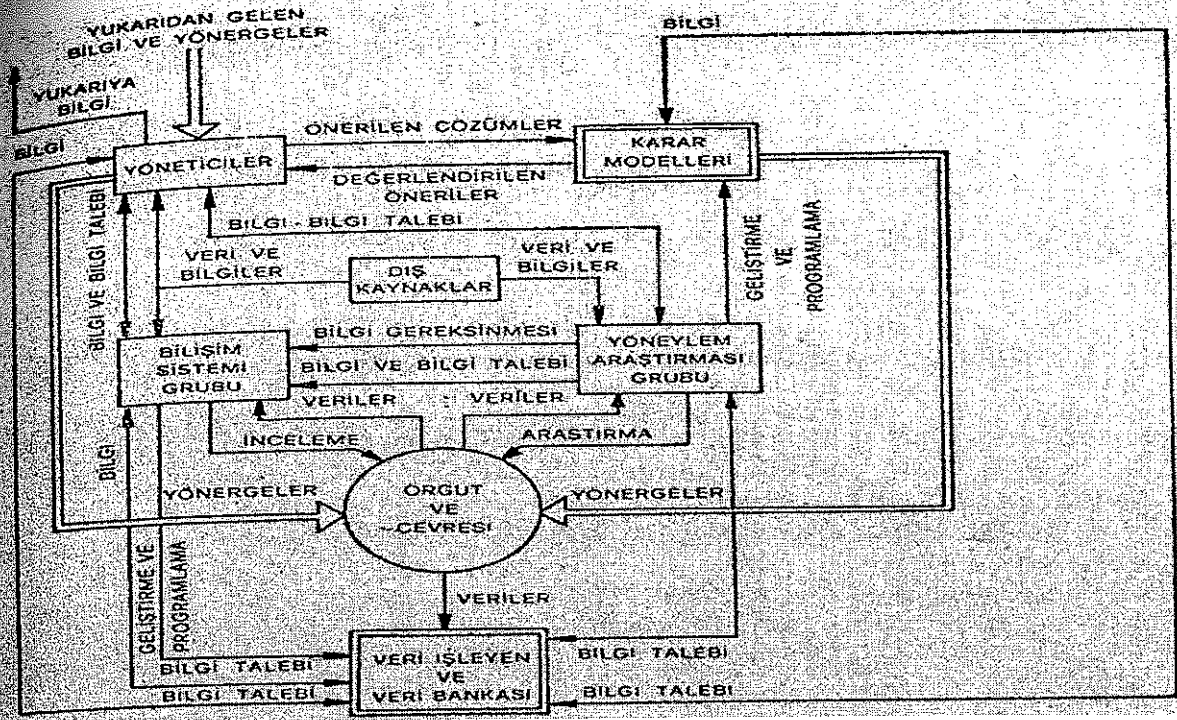 YUKARIDAN GELEN
BİLGİ VE YÖNERGELER
BİLGİ
YUKARIYA
BİLGİ
BİLGİ
YÖNETİCİLER
ÖNERİLEN ÇÖZÜMLER
DEĞERLENDİRİLEN
ÖNERİLER
KARAR
MODELLERİ
BİLGİ VE BİLGİ TALEBİ
BİLGİ - BİLGİ TALEBİ
VERİ VE
BİLGİLER
DIŞ
KAYNAKLAR
VERİ VE
BİLGİLER
GELİŞTİRME
VE
PROGRAMLAMA
BİLİŞİM
SİSTEMİ
GRUBU
BİLGİ GEREKSİNMESİ
BİLGİ VE BİLGİ TALEBİ
YÖNEYLEM
ARAŞTIRMASI
GRUBU
VERİLER
VERİLER
İNCELEME
ARAŞTIRMA
BİLGİ
YÖNERGELER
ÖRGUT
VE
ÇEVRESİ
YÖNERGELER
GELİŞTİRME VE
PROGRAMLAMA
VERİLER
BİLGİ TALEBİ
BİLGİ TALEBİ
VERİ İŞLEYEN
VE
VERİ BANKASI
BİLGİ TALEBİ
BİLGİ TALEBİ